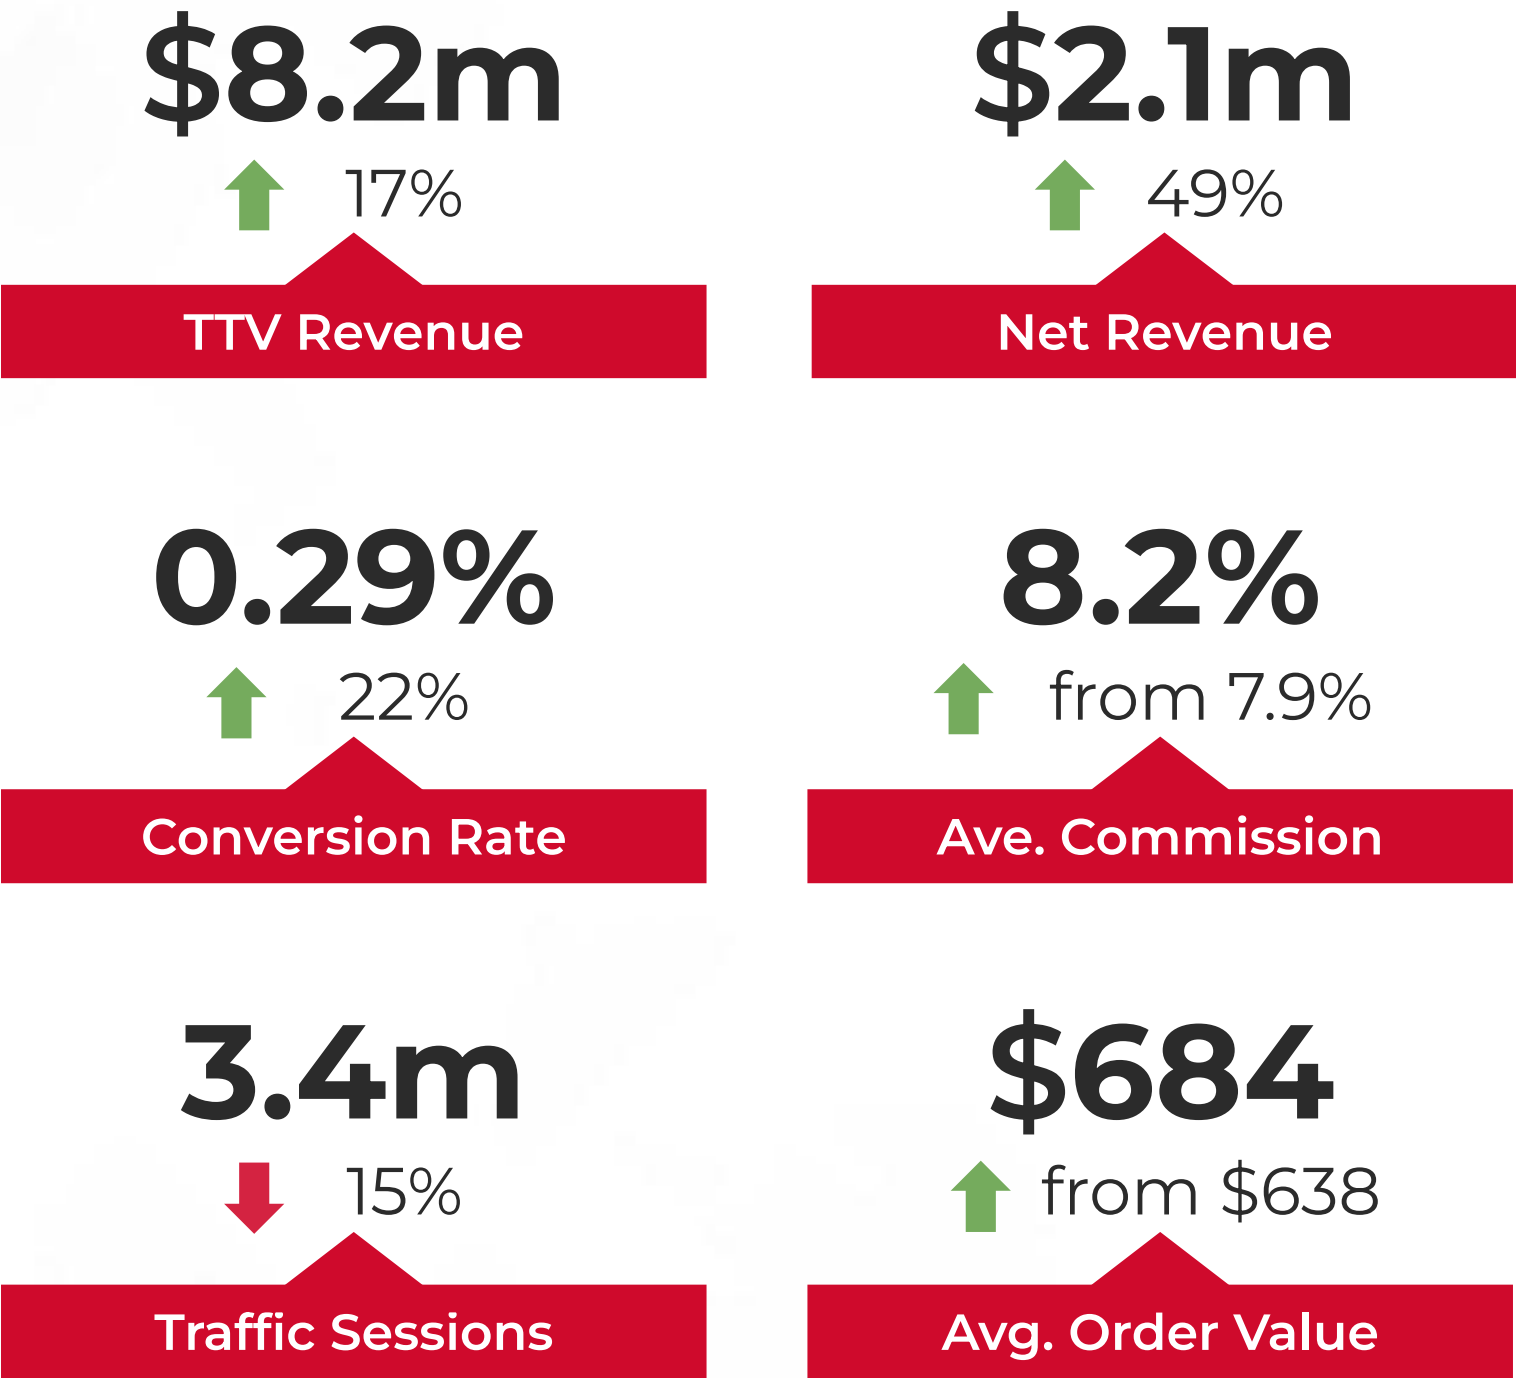 $8.2m
17%
TTV Revenue
$2.1m
49%
Net Revenue
0.29%
22%
Conversion Rate
8.2%
from 7.9%
Ave. Commission
3.4m
15%
Traffic Sessions
$684
from $638
Avg. Order Value